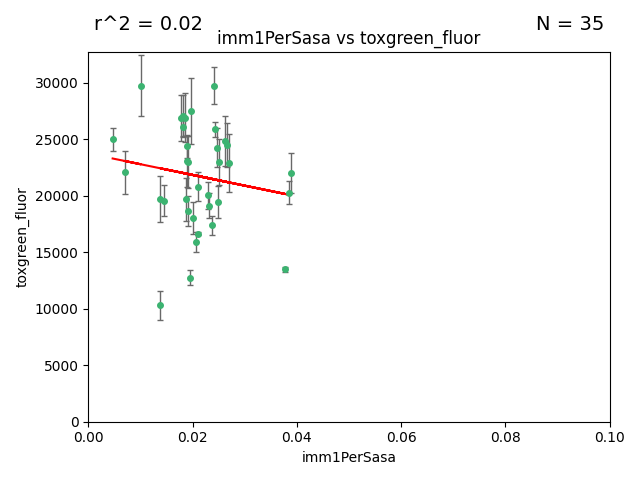 r^2 = 0.02
N = 35
imm1PerSasa vs toxgreen_fluor
30000
25000
20000
15000
10000
5000
0
toxgreen_fluor
0.00
0.02
0.04
0.06
0.08
0.10
imm1PerSasa